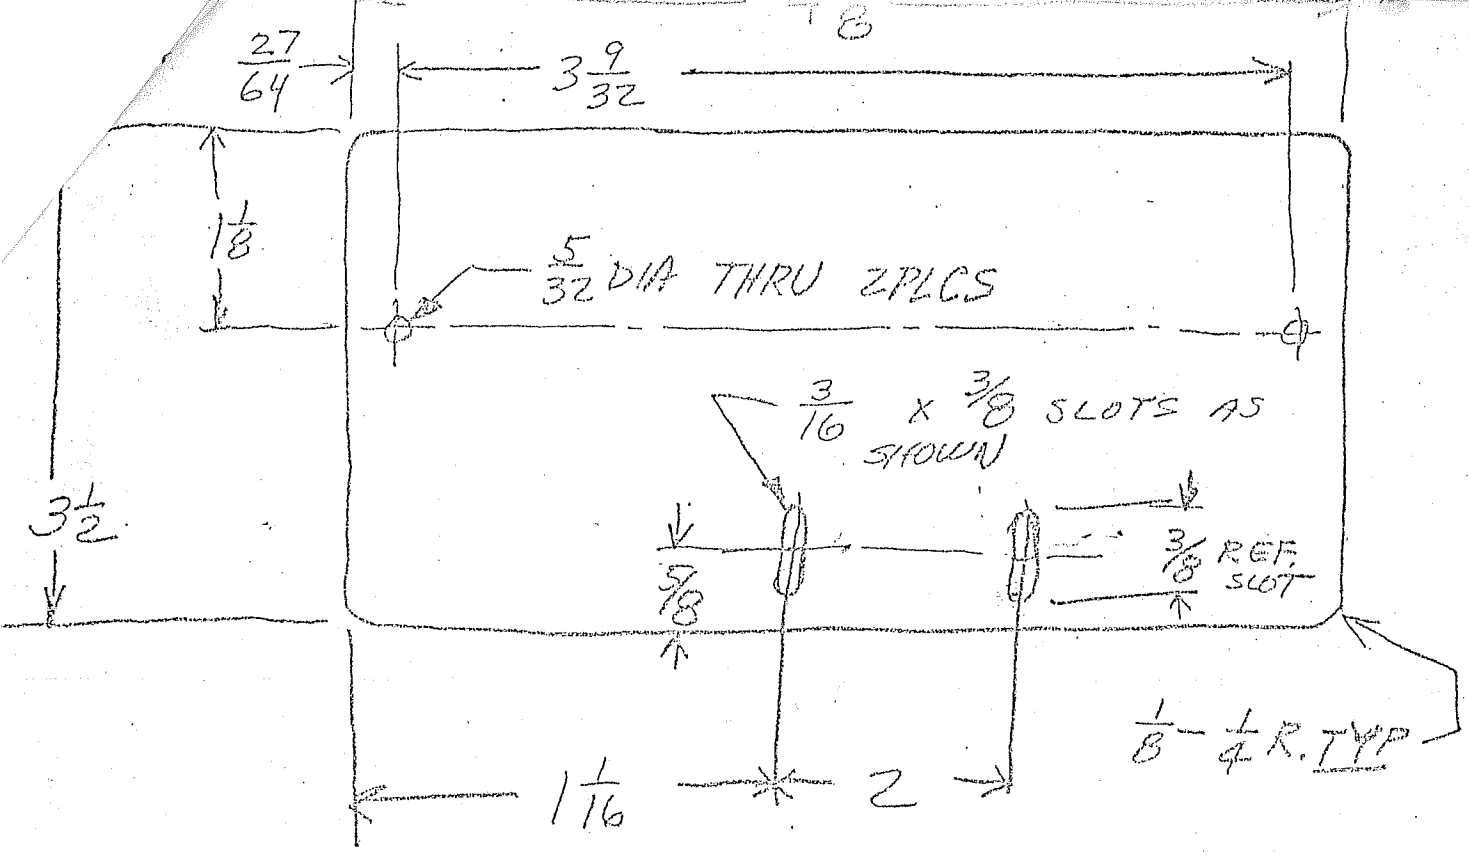 8
27/64
3 9/32
1 1/8
5/32 DIA THRU 2PLCS
3/16 X 3/8 SLOTS AS
SHOWN
3 1/2
5/8
3/8 REF.
SLOT
1/8 - 1/4 R. TYP
1 1/16
2